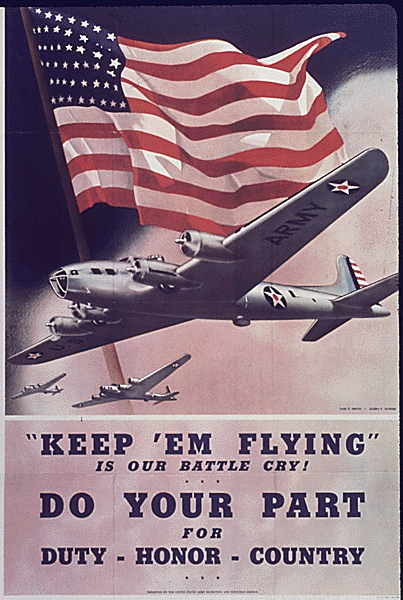 ARMY
"KEEP 'EM FLYING"
IS OUR BATTLE CRY!
DO YOUR PART
FOR
DUTY - HONOR - COUNTRY